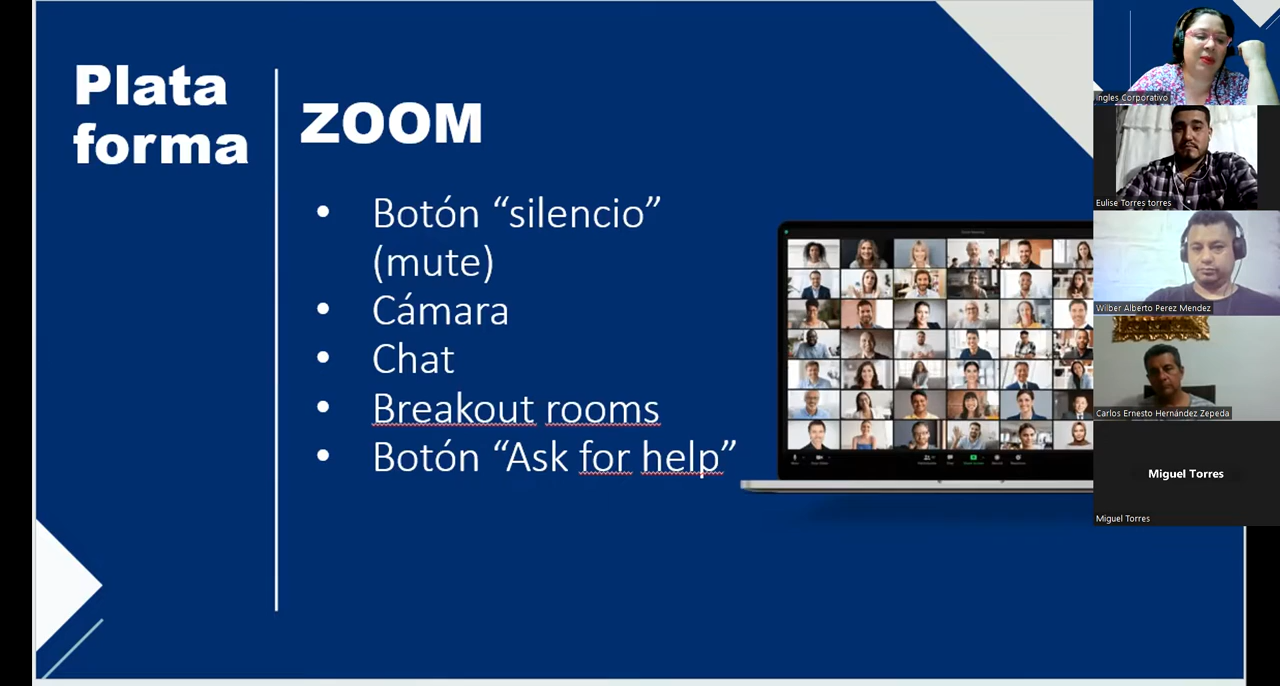 Plata
forma
ZOOM
• Botón “silencio”
(mute)
• Cámara
• Chat
• Breakout rooms
• Botón “Ask for help”
Ingles Corporativo
Eulise Torres torres
Wilber Alberto Perez Mendez
Carlos Ernesto Hernández Zepeda
Miguel Torres
Miguel Torres